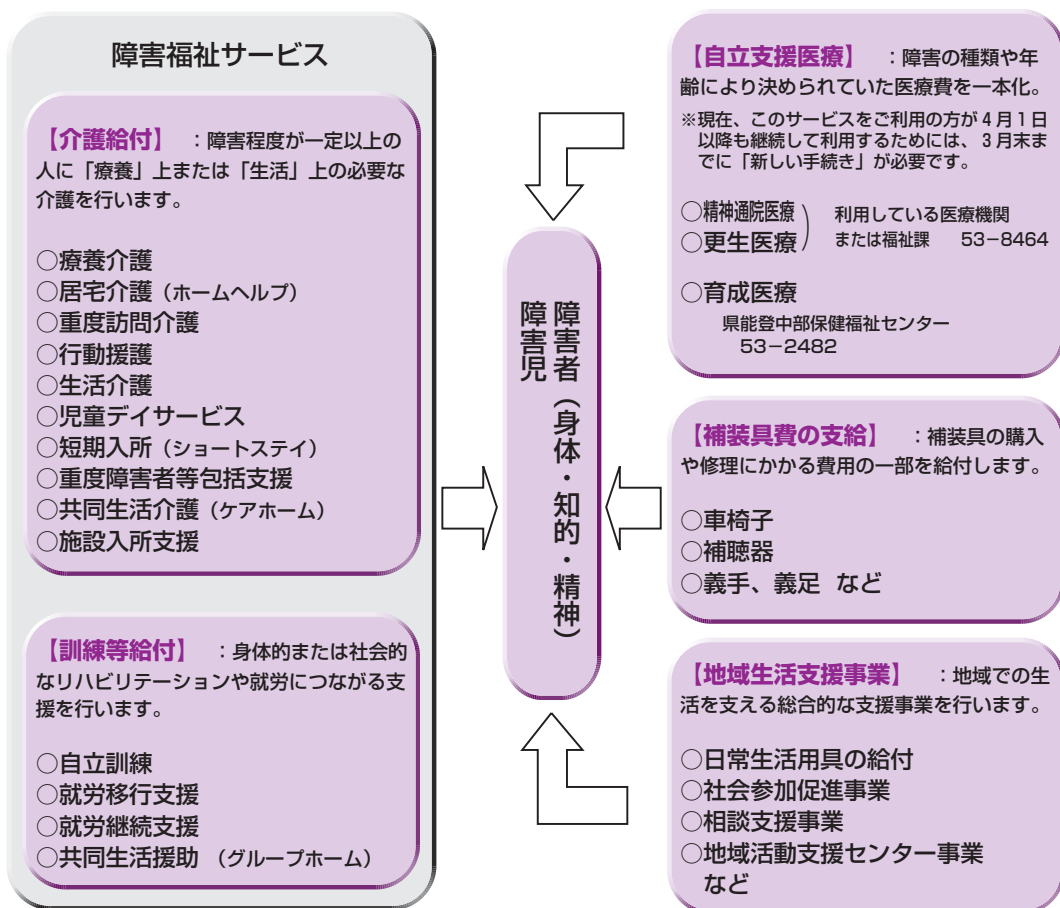 障害福祉サービス
【介護給付】　：障害程度が一定以上の
人に「療養」上または「生活」上の必要な
介護を行います。
○療養介護
○居宅介護（ホームヘルプ）
○重度訪問介護
○行動援護
○生活介護
○児童デイサービス
○短期入所（ショートステイ）
○重度障害者等包括支援
○共同生活介護（ケアホーム）
○施設入所支援
【訓練等給付】　：身体的または社会的
なリハビリテーションや就労につながる支
援を行います。
○自立訓練
○就労移行支援
○就労継続支援
○共同生活援助　（グループホーム）
障害者（身体・知的・精神）
障害児
【自立支援医療】　：障害の種類や年
齢により決められていた医療費を一本化。
※現在、このサービスをご利用の方が４月１日
以降も継続して利用するためには、３月末ま
でに「新しい手続き」が必要です。
○精神通院医療
○更生医療
利用している医療機関
または福祉課　53−8464
○育成医療
県能登中部保健福祉センター
53−2482
【補装具費の支給】　：補装具の購入
や修理にかかる費用の一部を給付します。
○車椅子
○補聴器
○義手、義足 など
【地域生活支援事業】　：地域での生
活を支える総合的な支援事業を行います。
○日常生活用具の給付
○社会参加促進事業
○相談支援事業
○地域活動支援センター事業
など